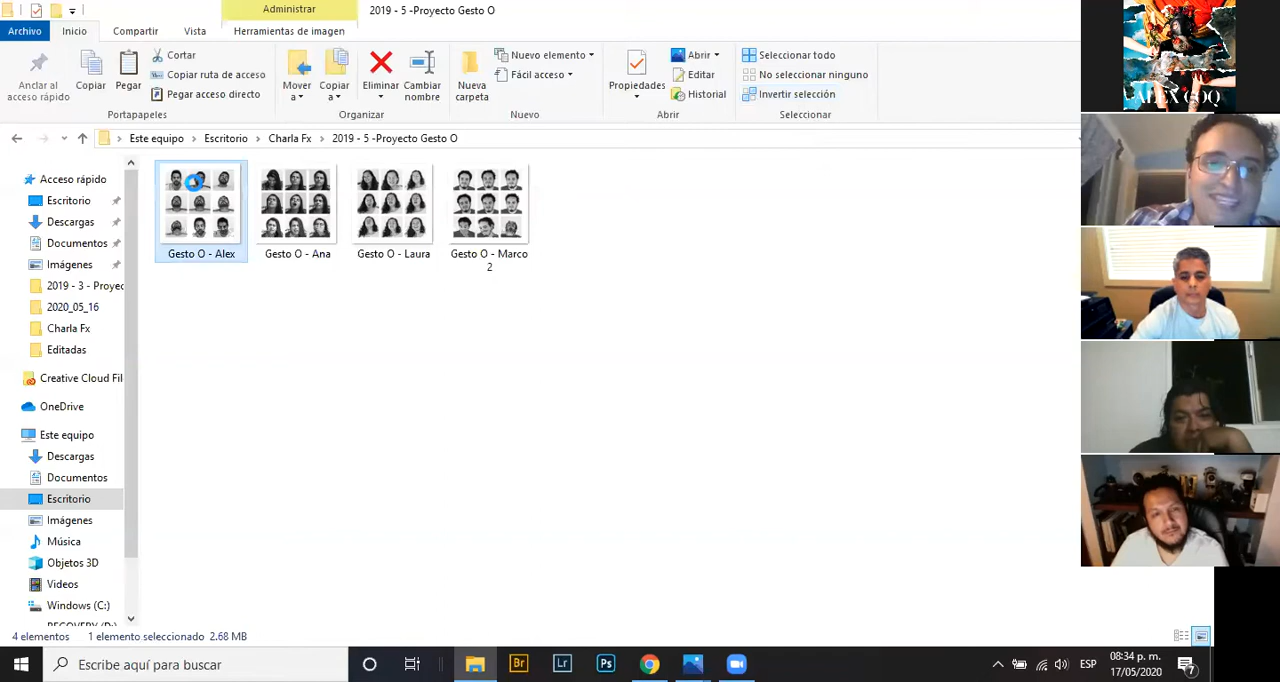 Administrar
2019 - 5 -Proyecto Gesto O
Archivo Inicio Compartir Vista Herramientas de imagen
Anclar al acceso rápido
Copiar
Pegar
Cortar
Copiar ruta de acceso
Pegar acceso directo
Portapapeles
Mover a
Copiar a
Eliminar
Cambiar nombre
Organizar
Nueva carpeta
Nuevo elemento
Fácil acceso
Nuevo
Propiedades
Abrir
Editar
Historial
Abrir
Seleccionar todo
No seleccionar ninguno
Invertir selección
Seleccionar
Este equipo > Escritorio > Charla Fx > 2019 - 5 -Proyecto Gesto O
Acceso rápido
Escritorio
Descargas
Documentos
Imágenes
2019 - 3 - Proyec
2020_05_16
Charla Fx
Editadas
Creative Cloud Fil
OneDrive
Este equipo
Descargas
Documentos
Escritorio
Imágenes
Música
Objetos 3D
Videos
Windows (C:)
Gesto O - Alex
Gesto O - Ana
Gesto O - Laura
Gesto O - Marco
2
4 elementos 1 elemento seleccionado 2.68 MB
Escribe aquí para buscar
Br
Lr
Ps
ESP
08:34 p. m.
17/05/2020
7